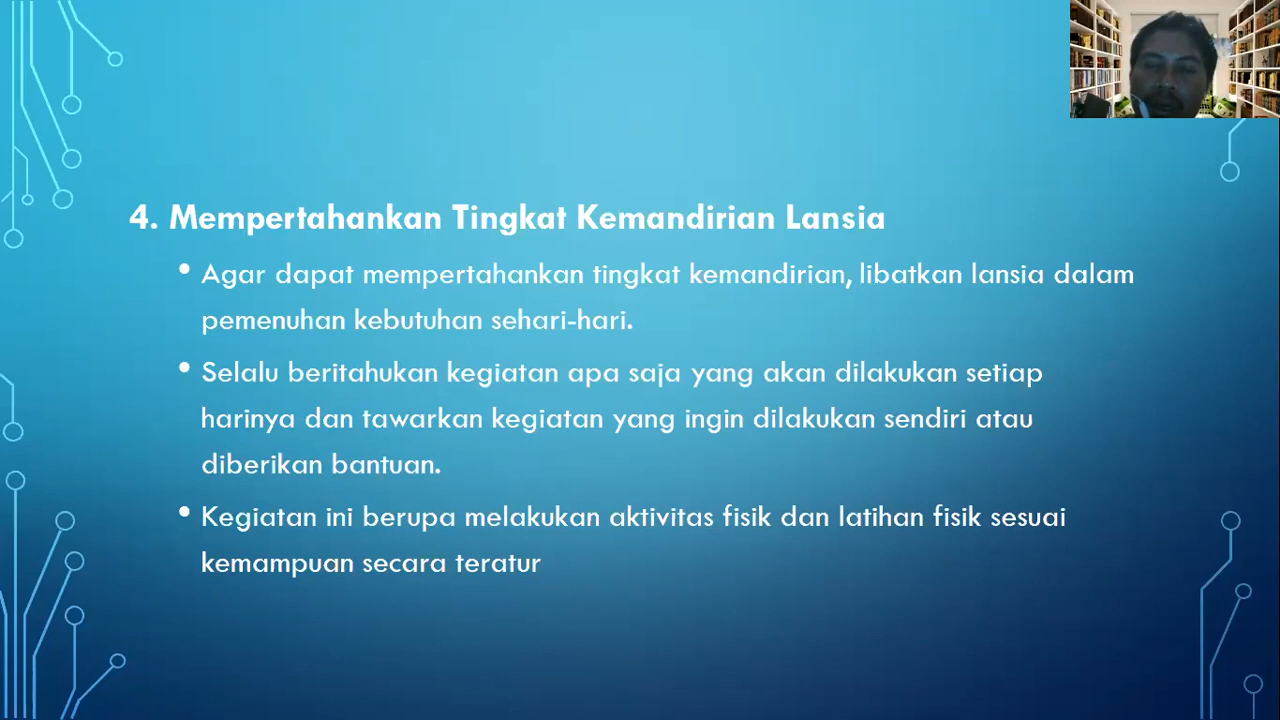 4. Mempertahankan Tingkat Kemandirian Lansia
• Agar dapat mempertahankan tingkat kemandirian, libatkan lansia dalam
pemenuhan kebutuhan sehari-hari.
• Selalu beritahukan kegiatan apa saja yang akan dilakukan setiap
harinya dan tawarkan kegiatan yang ingin dilakukan sendiri atau
diberikan bantuan.
• Kegiatan ini berupa melakukan aktivitas fisik dan latihan fisik sesuai
kemampuan secara teratur